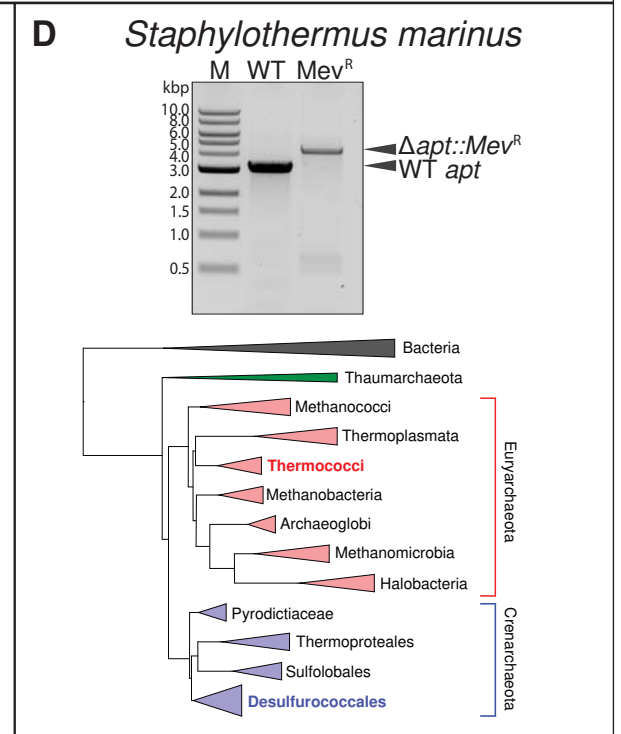 D Staphylothermus marinus
M WT Mevᴿ
kbp
10.0
8.0
6.0
5.0
4.0
3.0
2.0
1.5
1.0
0.5
Δapt::Mevᴿ
WT apt
Bacteria
Thaumarchaeota
Methanococci
Thermoplasmata
Thermococci
Methanobacteria
Archaeoglobi
Methanomicrobia
Halobacteria
Euryarchaeota
Pyrodictiaceae
Thermoproteales
Sulfolobales
Desulfurococcales
Crenarchaeota